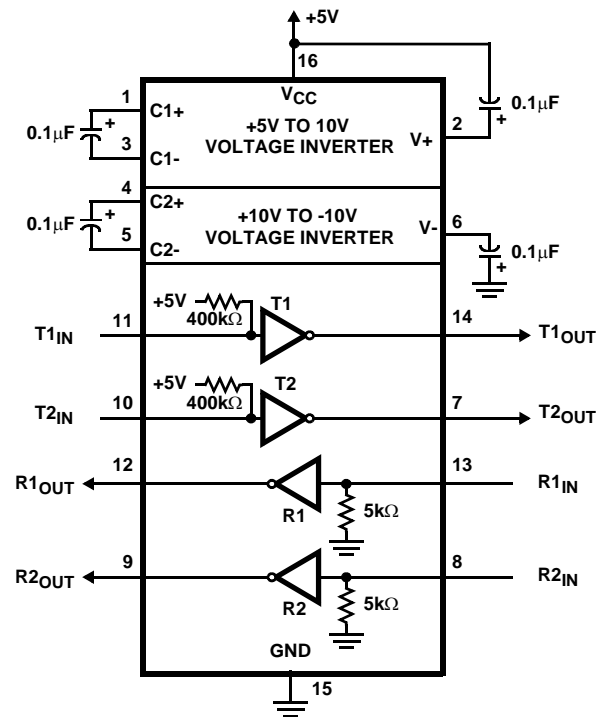 +5V
16
1
C1+
VCC
0.1µF
+
+5V TO 10V
VOLTAGE INVERTER
V+
2
+
0.1µF
3
C1-
4
C2+
0.1µF
+
+10V TO -10V
VOLTAGE INVERTER
V-
6
5
C2-
0.1µF
+
+5V
400kΩ
T1
T1IN
11
14
T1OUT
+5V
400kΩ
T2
T2IN
10
7
T2OUT
R1OUT
12
13
R1IN
R1
5kΩ
R2OUT
9
8
R2IN
R2
5kΩ
GND
15